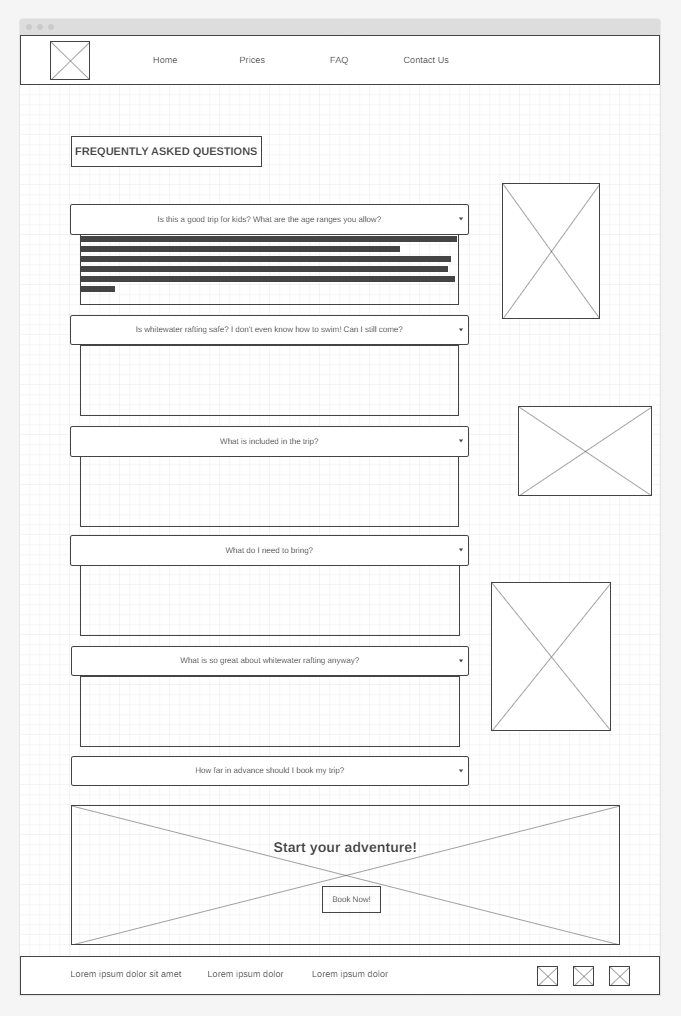 Home Prices FAQ Contact Us
FREQUENTLY ASKED QUESTIONS
Is this a good trip for kids? What are the age ranges you allow?
Is whitewater rafting safe? I don't even know how to swim! Can I still come?
What is included in the trip?
What do I need to bring?
What is so great about whitewater rafting anyway?
How far in advance should I book my trip?
Start your adventure!
Book Now!
Lorem ipsum dolor sit amet Lorem ipsum dolor Lorem ipsum dolor